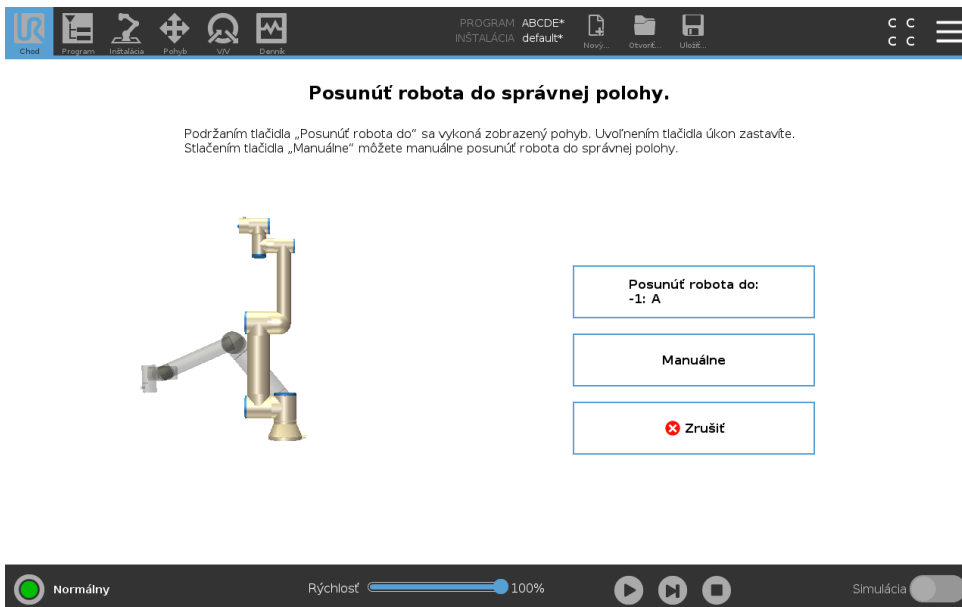 UR
Chod
Program
Inštalácia
Pohyb
V/V
Denník
PROGRAM ABCDE*
INŠTALÁCIA default*
Nový...
Otvoriť...
Uložiť...
C C
C C
Posunúť robota do správnej polohy.
Podržaním tlačidla „Posunúť robota do“ sa vykoná zobrazený pohyb. Uvoľnením tlačidla úkon zastavíte.
Stlačením tlačidla „Manuálne“ môžete manuálne posunúť robota do správnej polohy.
Posunúť robota do:
-1: A
Manuálne
Zrušiť
Normálny
Rýchlosť 100%
Simulácia